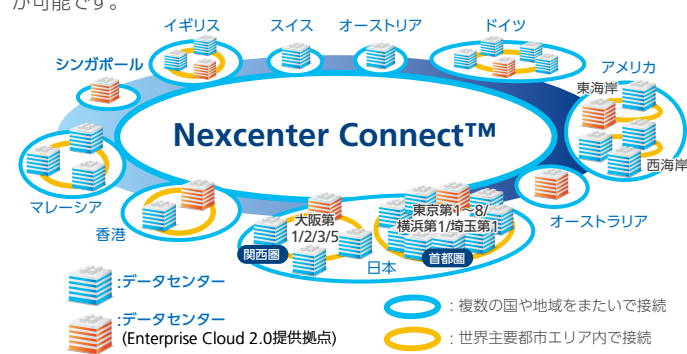 が可能です。
イギリス
スイス
オーストリア
ドイツ
シンガポール
アメリカ
東海岸
Nexcenter Connect™
西海岸
マレーシア
香港
大阪第
1/2/3/5
関西圏
東京第1～8/
横浜第1/埼玉第1
首都圏
日本
オーストラリア
:データセンター
:データセンター
(Enterprise Cloud 2.0提供拠点)
: 複数の国や地域をまたいで接続
: 世界主要都市エリア内で接続